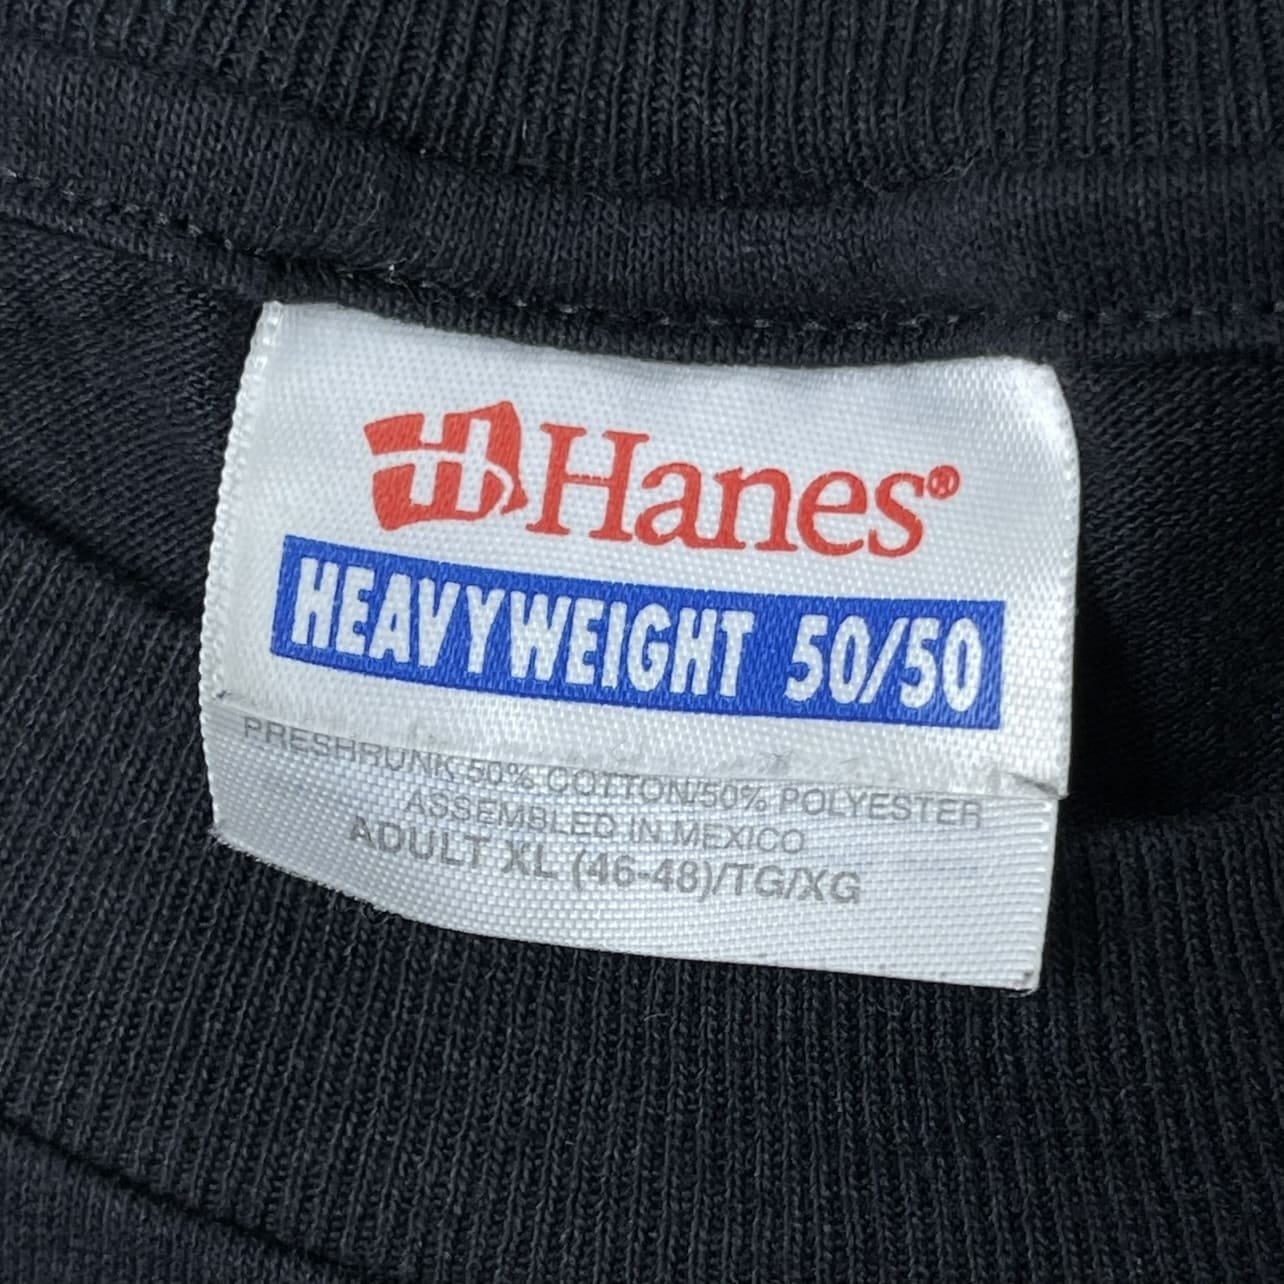 Hanes®
HEAVYWEIGHT 50/50
PRESHRUNK 50% COTTON/50% POLYESTER
ASSEMBLED IN MEXICO
ADULT XL (46-48)/TG/XG